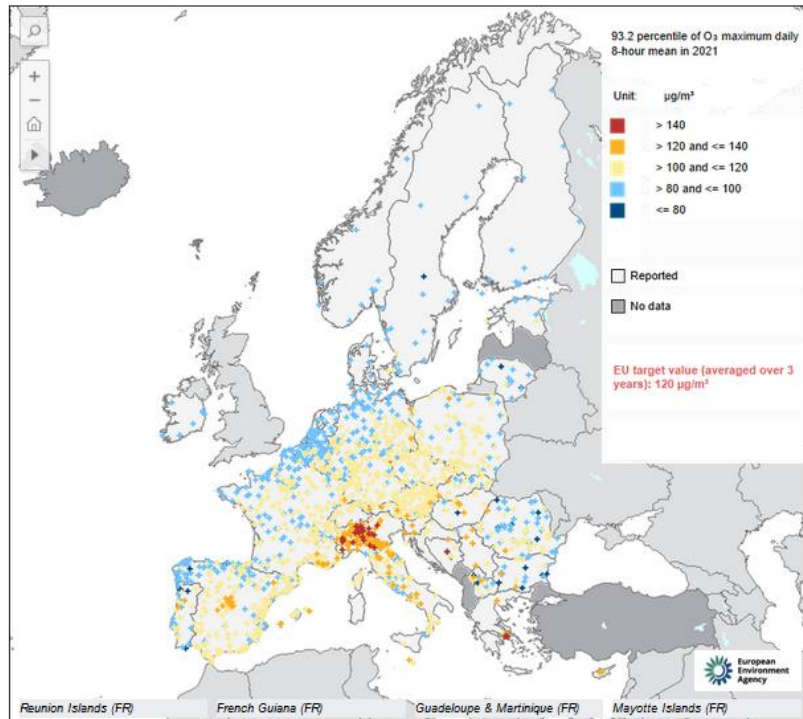 93.2 percentile of O₃ maximum daily
8-hour mean in 2021
Unit: µg/m³
> 140
> 120 and <= 140
> 100 and <= 120
> 80 and <= 100
<= 80
Reported
No data
EU target value (averaged over 3
years): 120 µg/m³
European
Environment
Agency
Reunion Islands (FR)
French Guiana (FR)
Guadeloupe & Martinique (FR)
Mayotte Islands (FR)